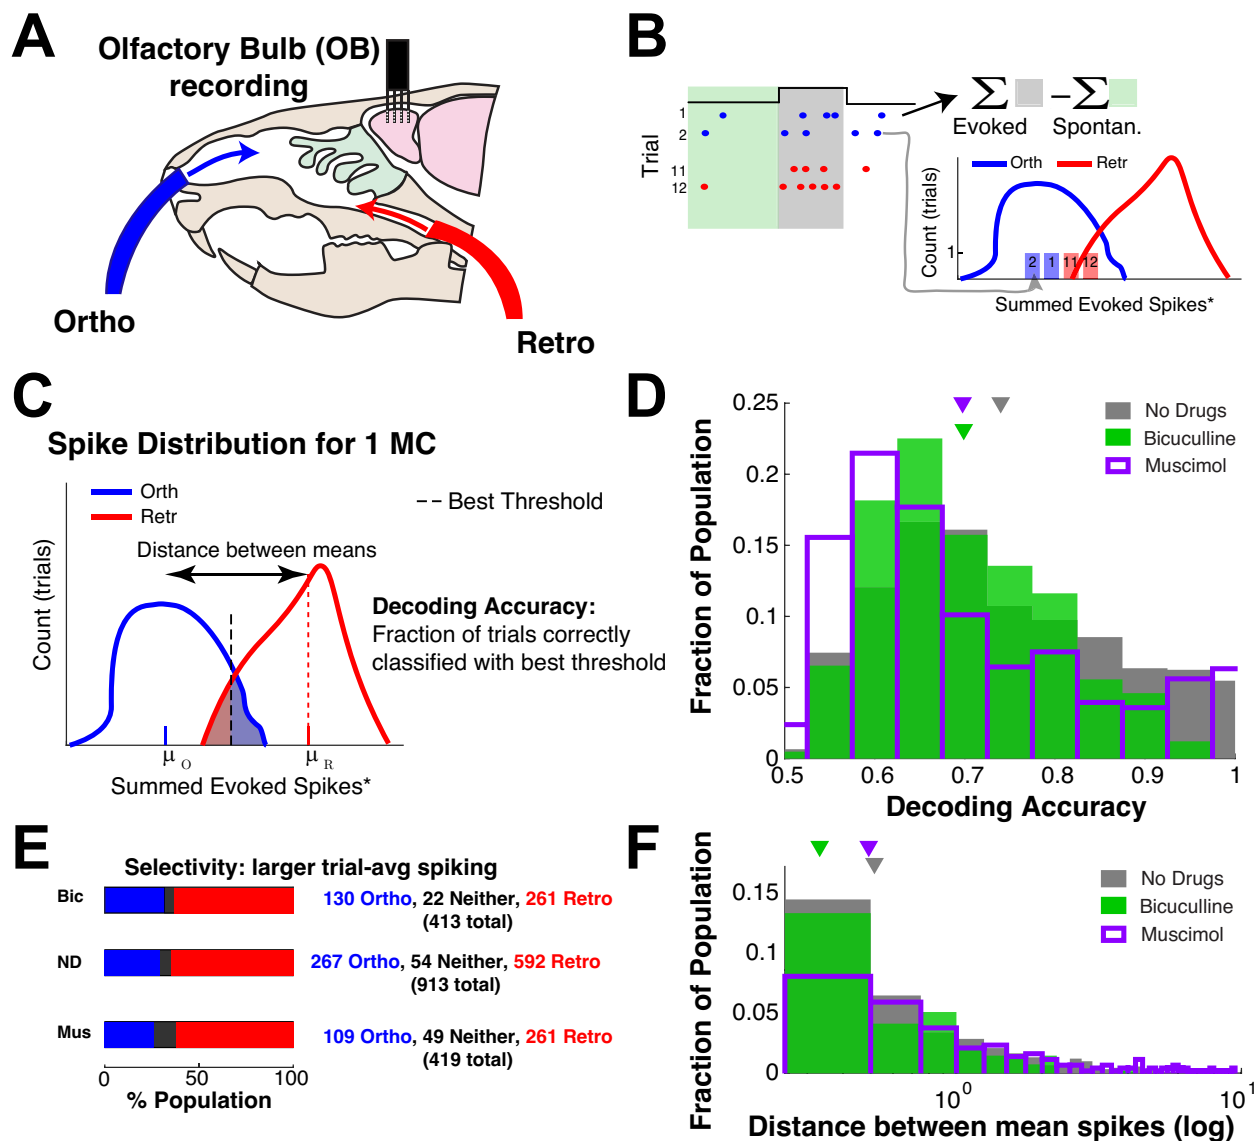 A
Olfactory Bulb (OB)
recording
Ortho
Retro
B
Trial
1
2
11
12
Σ − Σ
Evoked Spontan.
Orth Retr
Count (trials)
1
2 1 11 12
Summed Evoked Spikes*
C
Spike Distribution for 1 MC
Orth
Retr
Best Threshold
Distance between means
Count (trials)
Decoding Accuracy:
Fraction of trials correctly
classified with best threshold
μ O μ R
Summed Evoked Spikes*
D
No Drugs
Bicuculline
Muscimol
Fraction of Population
0.25
0.2
0.15
0.1
0.05
0
0.5 0.6 0.7 0.8 0.9 1
Decoding Accuracy
E
Selectivity: larger trial-avg spiking
Bic
130 Ortho, 22 Neither, 261 Retro
(413 total)
ND
267 Ortho, 54 Neither, 592 Retro
(913 total)
Mus
109 Ortho, 49 Neither, 261 Retro
(419 total)
0 50 100
% Population
F
No Drugs
Bicuculline
Muscimol
Fraction of Population
0.15
0.1
0.05
0
10⁰ 10¹
Distance between mean spikes (log)